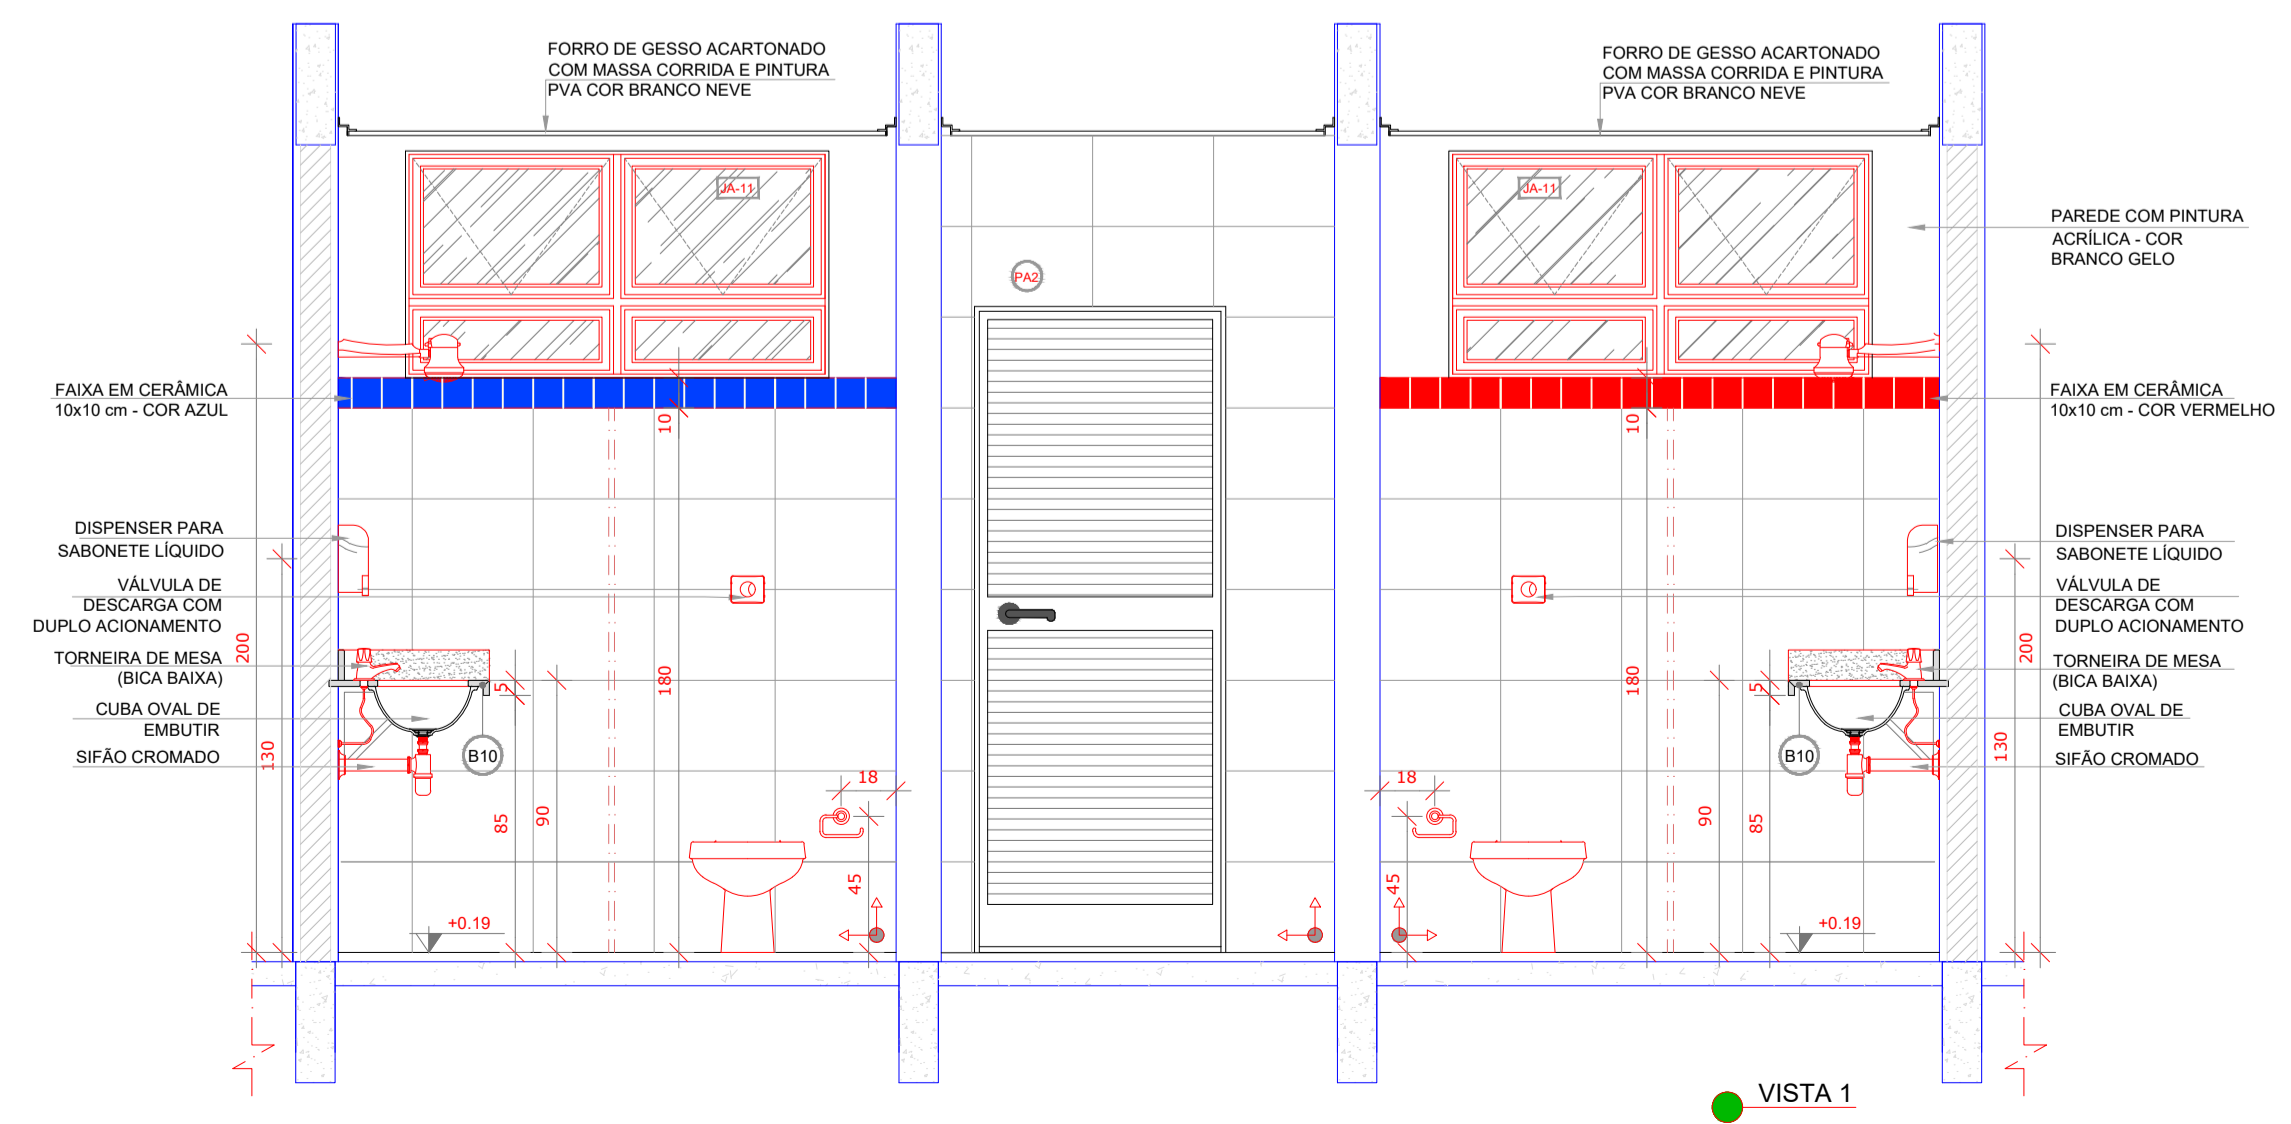 FORRO DE GESSO ACARTONADO
COM MASSA CORRIDA E PINTURA
PVA COR BRANCO NEVE
FORRO DE GESSO ACARTONADO
COM MASSA CORRIDA E PINTURA
PVA COR BRANCO NEVE
JA-11
JA-11
PAREDE COM PINTURA
ACRÍLICA - COR
BRANCO GELO
PA2
FAIXA EM CERÂMICA
10x10 cm - COR AZUL
10
10
FAIXA EM CERÂMICA
10x10 cm - COR VERMELHO
DISPENSER PARA
SABONETE LÍQUIDO
VÁLVULA DE
DESCARGA COM
DUPLO ACIONAMENTO
TORNEIRA DE MESA
(BICA BAIXA)
CUBA OVAL DE
EMBUTIR
SIFÃO CROMADO
200
130
5
B10
85
90
180
18
45
+0.19
DISPENSER PARA
SABONETE LÍQUIDO
VÁLVULA DE
DESCARGA COM
DUPLO ACIONAMENTO
TORNEIRA DE MESA
(BICA BAIXA)
CUBA OVAL DE
EMBUTIR
SIFÃO CROMADO
18
45
180
90
85
5
B10
130
200
+0.19
VISTA 1